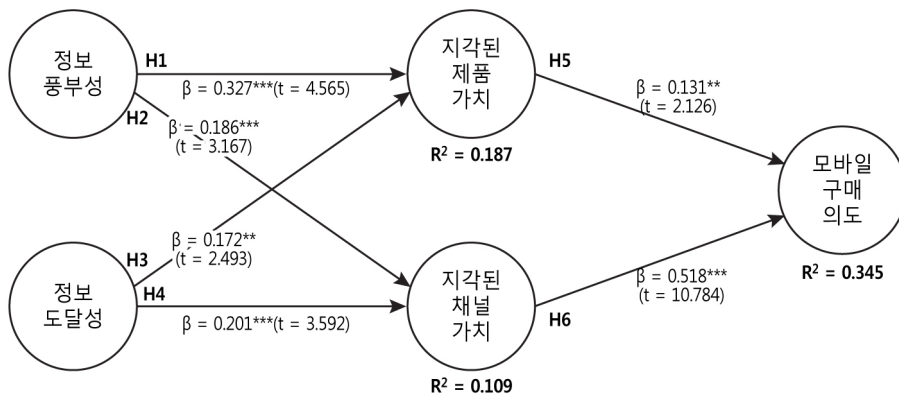 정보
풍부성
H1
H2
β = 0.327***(t = 4.565)
β = 0.186***
(t = 3.167)
지각된
제품
가치
R² = 0.187
H5
β = 0.131**
(t = 2.126)
모바일
구매
의도
R² = 0.345
정보
도달성
H3
H4
β = 0.172**
(t = 2.493)
β = 0.201***(t = 3.592)
지각된
채널
가치
R² = 0.109
H6
β = 0.518***
(t = 10.784)